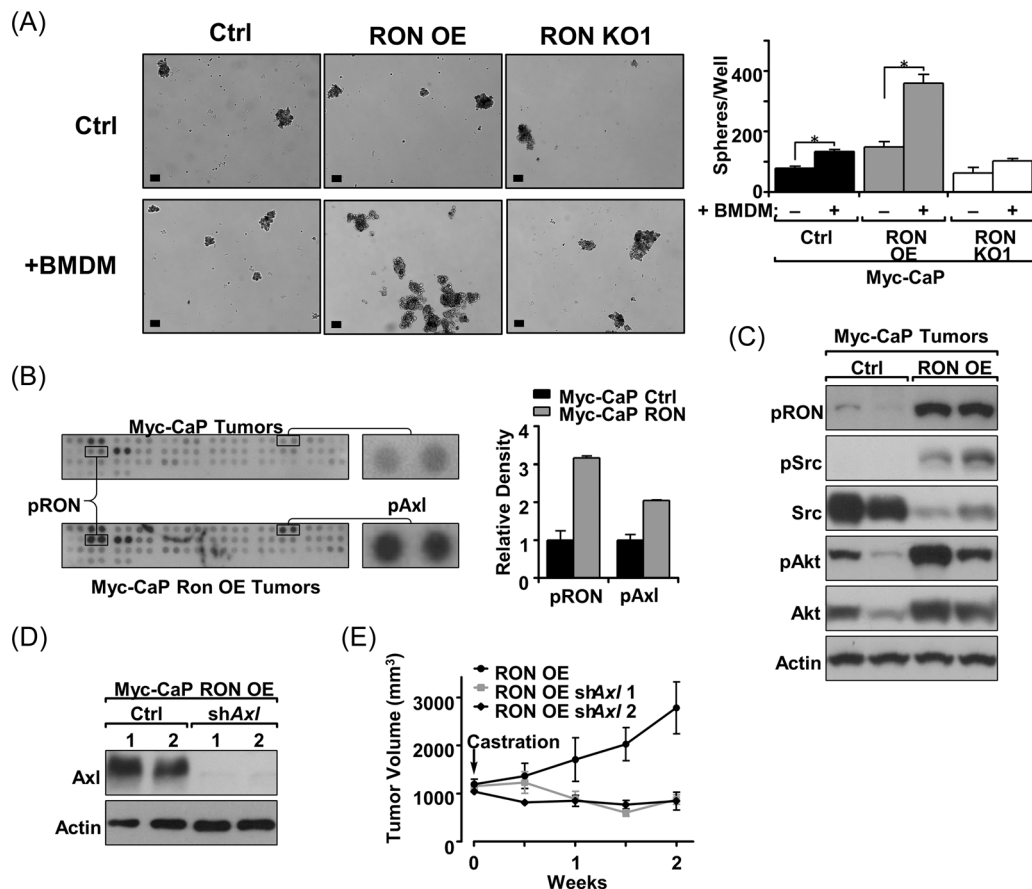 (A)
Ctrl RON OE RON KO1
Ctrl
+BMDM
Spheres/Well
400
200
0
+ BMDM: – + – + – +
Ctrl RON OE RON KO1
Myc-CaP
* *
(B)
Myc-CaP Tumors
pRON pAxl
Myc-CaP Ron OE Tumors
Myc-CaP Ctrl
Myc-CaP RON
Relative Density
4
3
2
1
0
pRON pAxl
(C)
Myc-CaP Tumors
Ctrl RON OE
pRON
pSrc
Src
pAkt
Akt
Actin
(D)
Myc-CaP RON OE
Ctrl shAxl
1 2 1 2
Axl
Actin
(E)
RON OE
RON OE shAxl 1
RON OE shAxl 2
Castration
Tumor Volume (mm³)
3000
2000
1000
0
0 1 2
Weeks